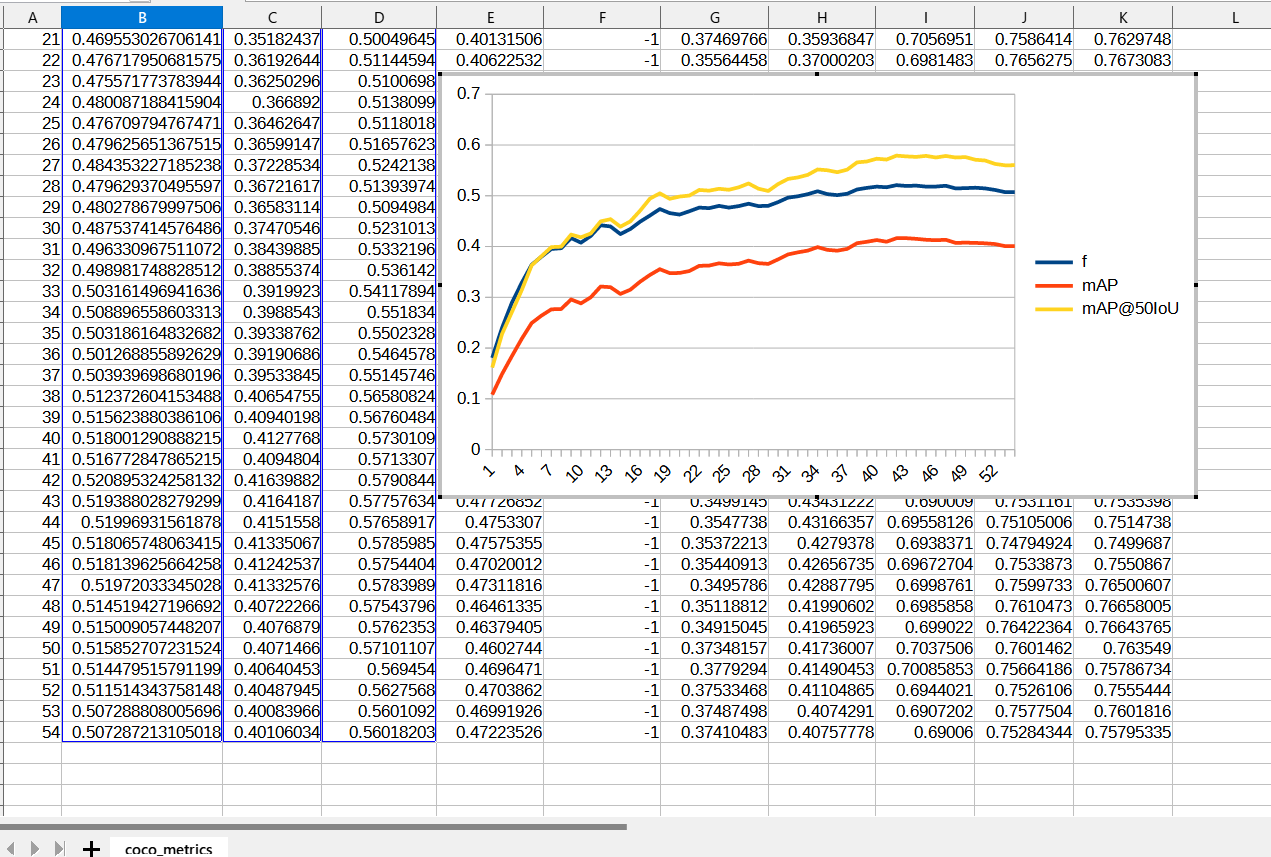 A B C D E F G H I J K L
21 0.469553026706141 0.35182437 0.50049645 0.40131506 -1 0.37469766 0.35936847 0.7056951 0.7586414 0.7629748
22 0.476717950681575 0.36192644 0.51144594 0.40622532 -1 0.35564458 0.37000203 0.6981483 0.7656275 0.7673083
23 0.475571773783944 0.36250296 0.5100698
24 0.480087188415904 0.366892 0.5138099
25 0.476709794767471 0.36462647 0.5118018
26 0.479625651367515 0.36599147 0.51657623
27 0.484353227185238 0.37228534 0.5242138
28 0.479629370495597 0.36721617 0.51393974
29 0.480278679997506 0.36583114 0.5094984
30 0.487537414576486 0.37470546 0.5231013
31 0.496330967511072 0.38439885 0.5332196
32 0.498981748828512 0.38855374 0.536142
33 0.503161496941636 0.3919923 0.54117894
34 0.508896558603313 0.3988543 0.551834
35 0.503186164832682 0.39338762 0.5502328
36 0.501268855892629 0.39190686 0.5464578
37 0.503939698680196 0.39533845 0.55145746
38 0.512372604153488 0.40654755 0.56580824
39 0.515623880386106 0.40940198 0.56760484
40 0.518001290888215 0.4127768 0.5730109
41 0.516772847865215 0.4094804 0.5713307
42 0.520895324258132 0.41639882 0.5790844
43 0.519388028279299 0.4164187 0.57757634 0.47726852 -1 0.3499145 0.43431222 0.690009 0.7531161 0.7535398
44 0.51996931561878 0.4151558 0.57658917 0.4753307 -1 0.3547738 0.43166357 0.69558126 0.75105006 0.7514738
45 0.518065748063415 0.41335067 0.5785985 0.47575355 -1 0.35372213 0.4279378 0.6938371 0.74794924 0.7499687
46 0.518139625664258 0.41242537 0.5754404 0.47020012 -1 0.35440913 0.42656735 0.69672704 0.7533873 0.7550867
47 0.51972033345028 0.41332576 0.5783989 0.47311816 -1 0.3495786 0.42887795 0.6998761 0.7599733 0.76500607
48 0.514519427196692 0.40722266 0.57543796 0.46461335 -1 0.35118812 0.41990602 0.6985858 0.7610473 0.76658005
49 0.515009057448207 0.4076879 0.5762353 0.46379405 -1 0.34915045 0.41965923 0.699022 0.76422364 0.76643765
50 0.515852707231524 0.4071466 0.57101107 0.4602744 -1 0.37348157 0.41736007 0.7037506 0.7601462 0.763549
51 0.514479515791199 0.40640453 0.569454 0.4696471 -1 0.3779294 0.41490453 0.70085853 0.75664186 0.75786734
52 0.511514343758148 0.40487945 0.5627568 0.4703862 -1 0.37533468 0.41104865 0.6944021 0.7526106 0.7555444
53 0.507288808005696 0.40083966 0.5601092 0.46991926 -1 0.37487498 0.4074291 0.6907202 0.7577504 0.7601816
54 0.507287213105018 0.40106034 0.56018203 0.47223526 -1 0.37410483 0.40757778 0.69006 0.75284344 0.75795335
0.7
0.6
0.5
0.4
0.3
0.2
0.1
0
1 4 7 10 13 16 19 22 25 28 31 34 37 40 43 46 49 52
f
mAP
mAP@50IoU
coco_metrics